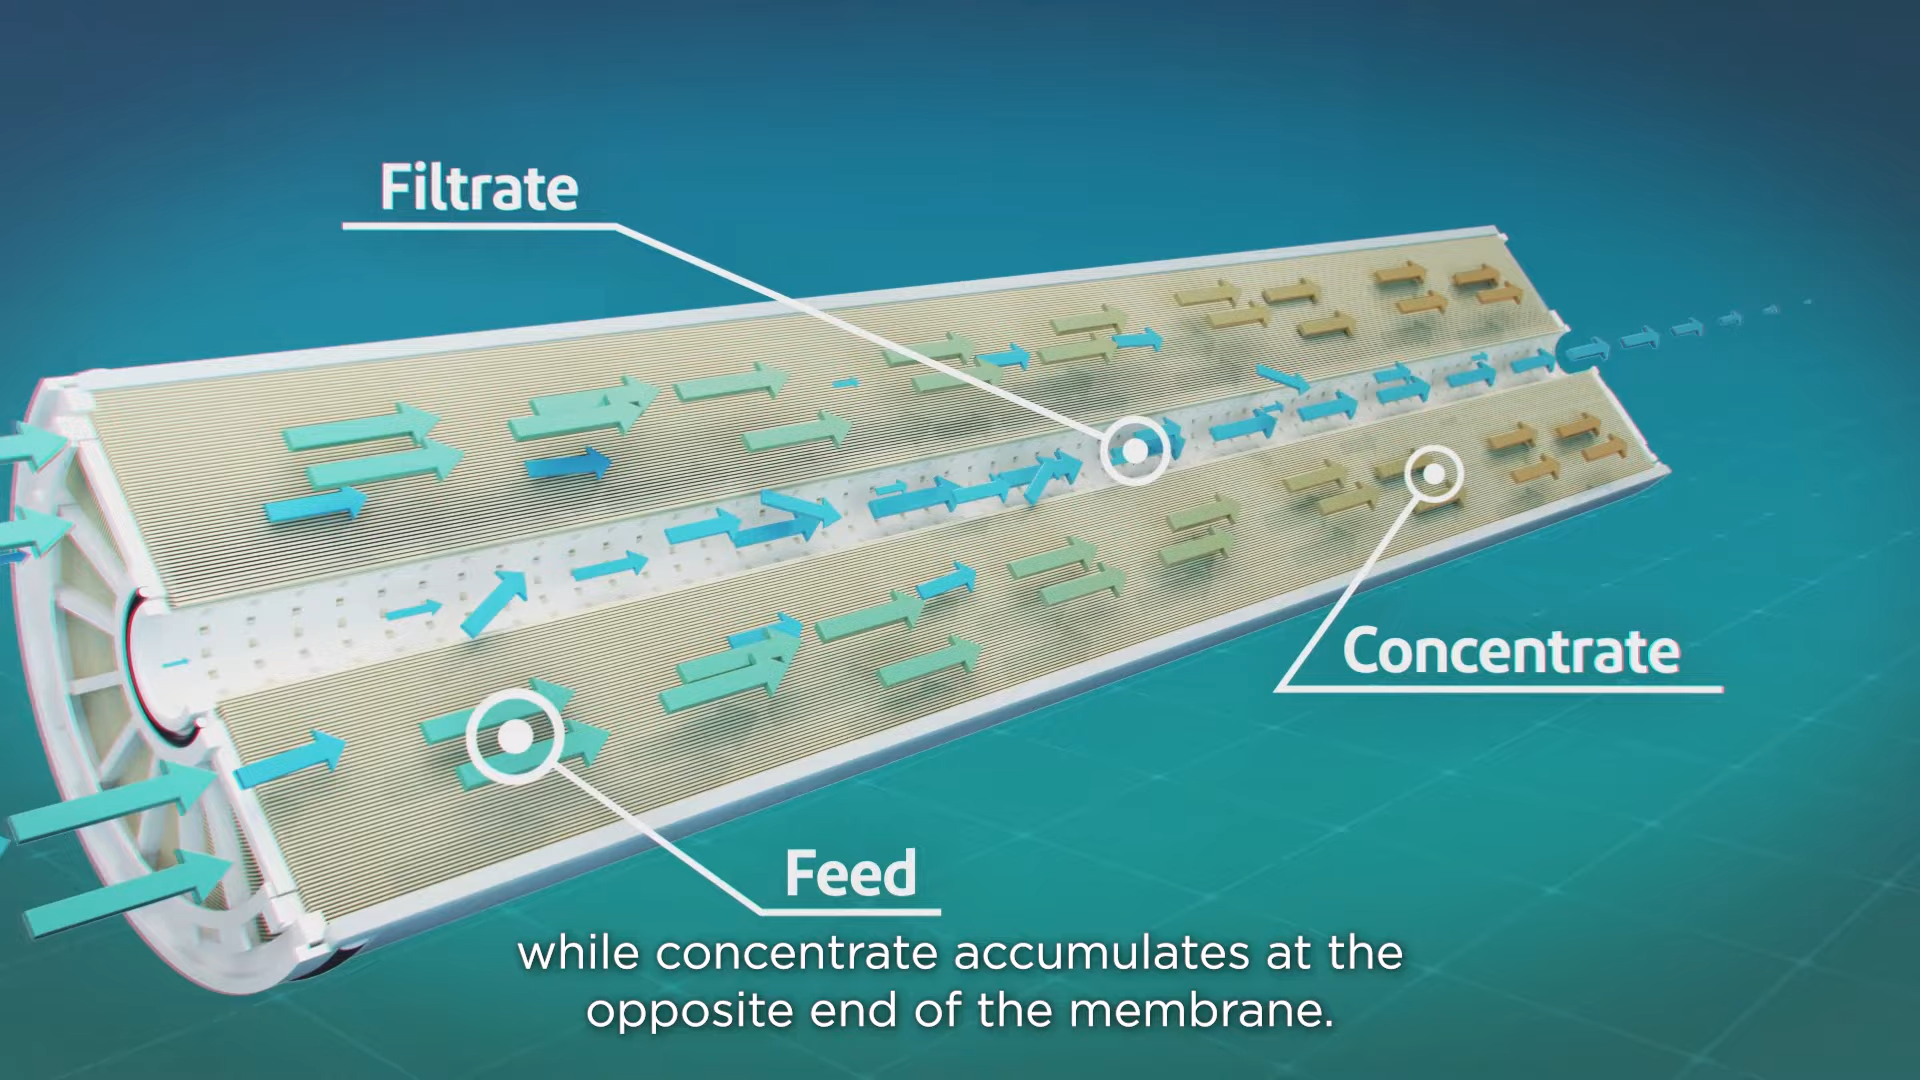 Filtrate
Concentrate
Feed
while concentrate accumulates at the
opposite end of the membrane.